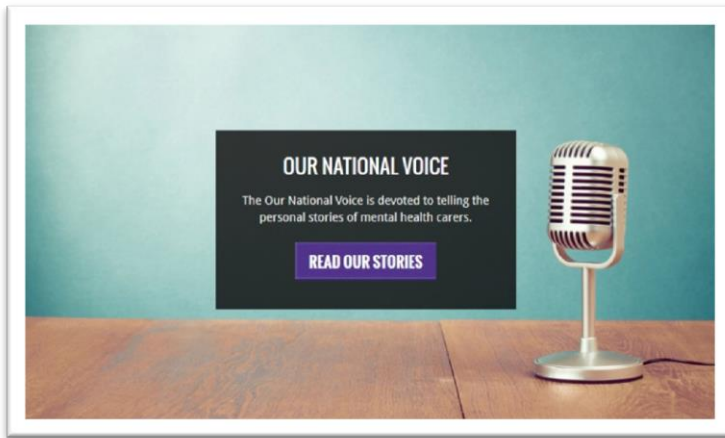 OUR NATIONAL VOICE
The Our National Voice is devoted to telling the
personal stories of mental health carers.
READ OUR STORIES